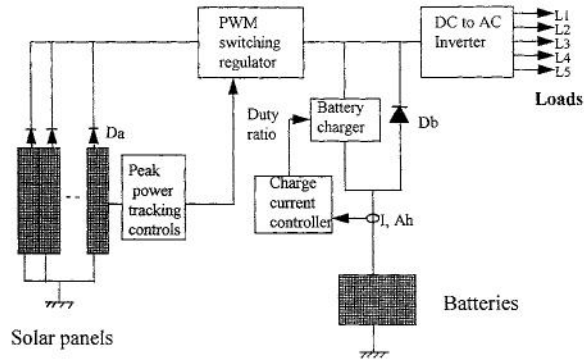 PWM
switching
regulator
DC to AC
Inverter
L1
L2
L3
L4
L5
Loads
Da
Duty
ratio
Battery
charger
Db
Peak
power
tracking
controls
Charge
current
controller
I, Ah
Batteries
Solar panels